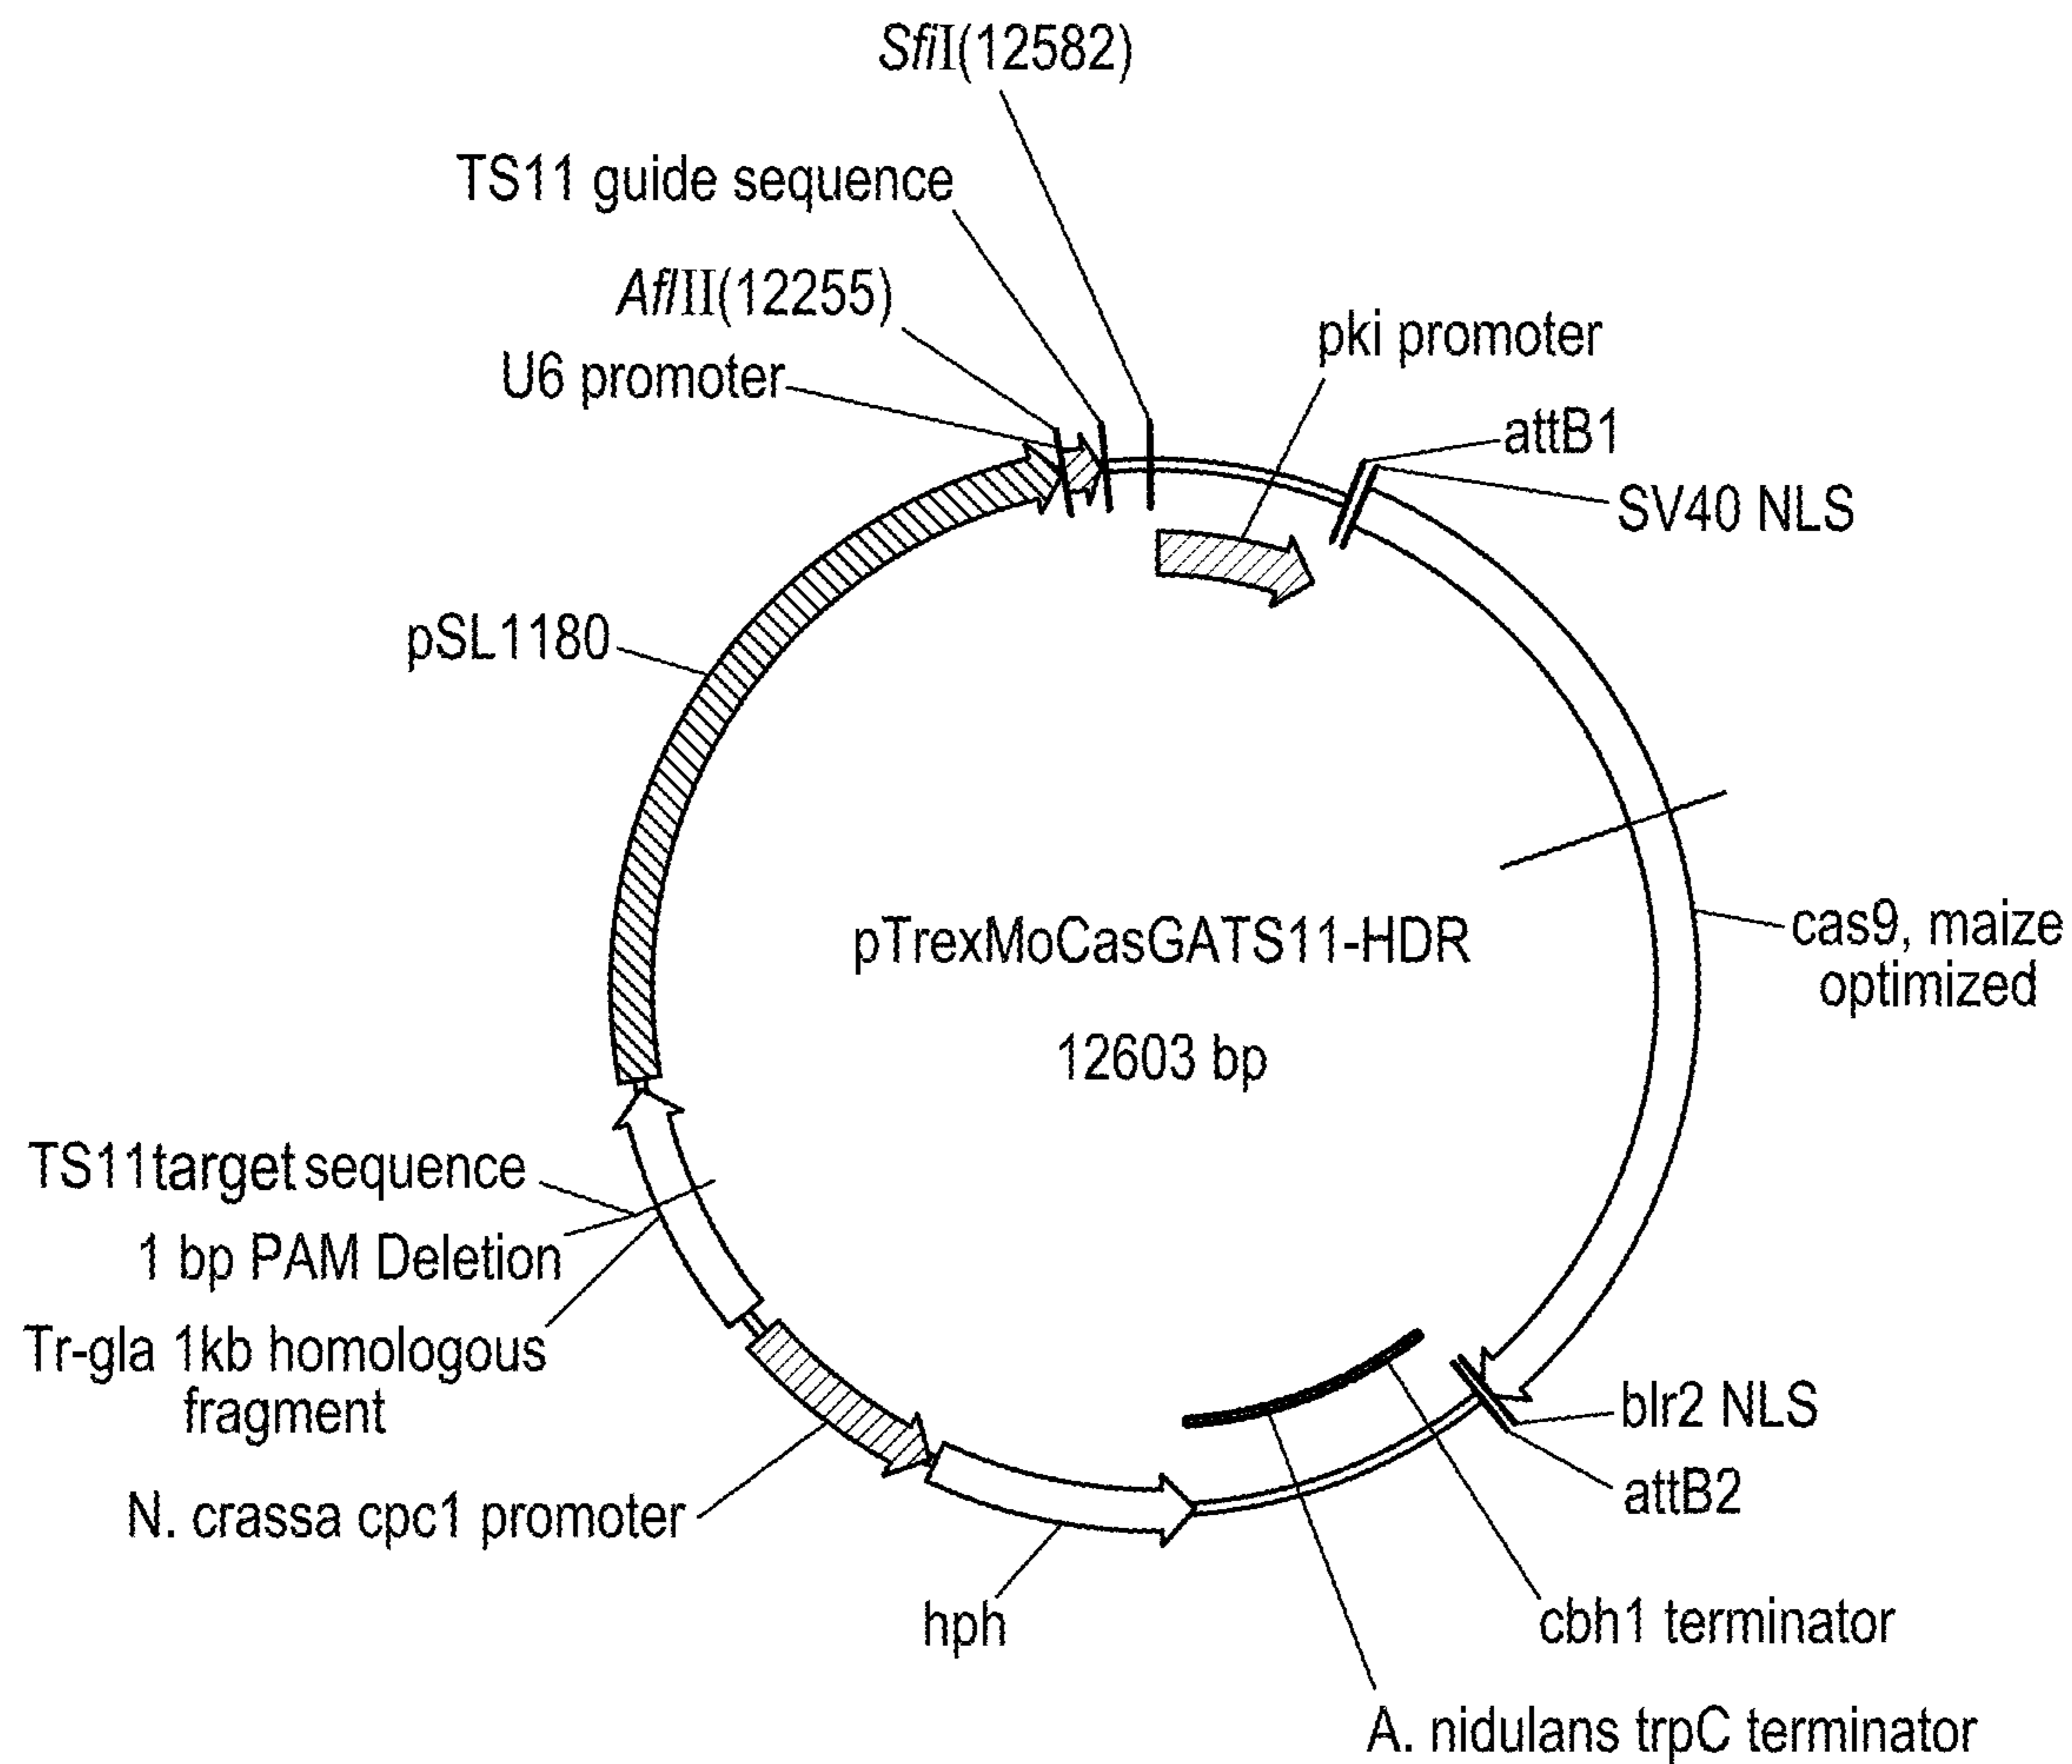 SfiI(12582)
TS11 guide sequence
AflII(12255)
U6 promoter
pki promoter
attB1
SV40 NLS
pSL1180
cas9, maize
optimized
pTrexMoCasGATS11-HDR
12603 bp
TS11target sequence
1 bp PAM Deletion
Tr-gla 1kb homologous
fragment
N. crassa cpc1 promoter
hph
blr2 NLS
attB2
cbh1 terminator
A. nidulans trpC terminator